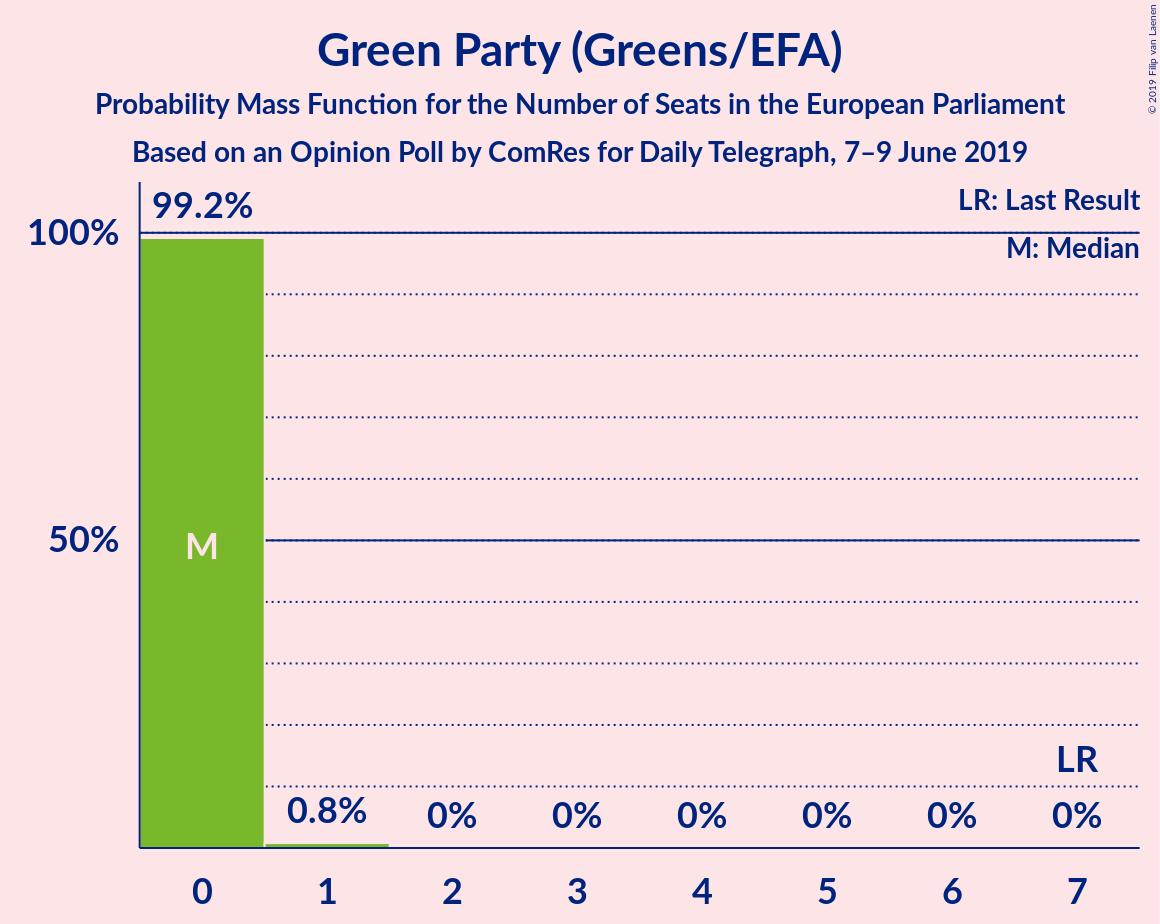 Green Party (Greens/EFA)
Probability Mass Function for the Number of Seats in the European Parliament
Based on an Opinion Poll by ComRes for Daily Telegraph, 7–9 June 2019
© 2019 Filip van Laenen
LR: Last Result
M: Median
99.2%
100%
50%
M
LR
0.8%
0%
0%
0%
0%
0%
0%
0 1 2 3 4 5 6 7